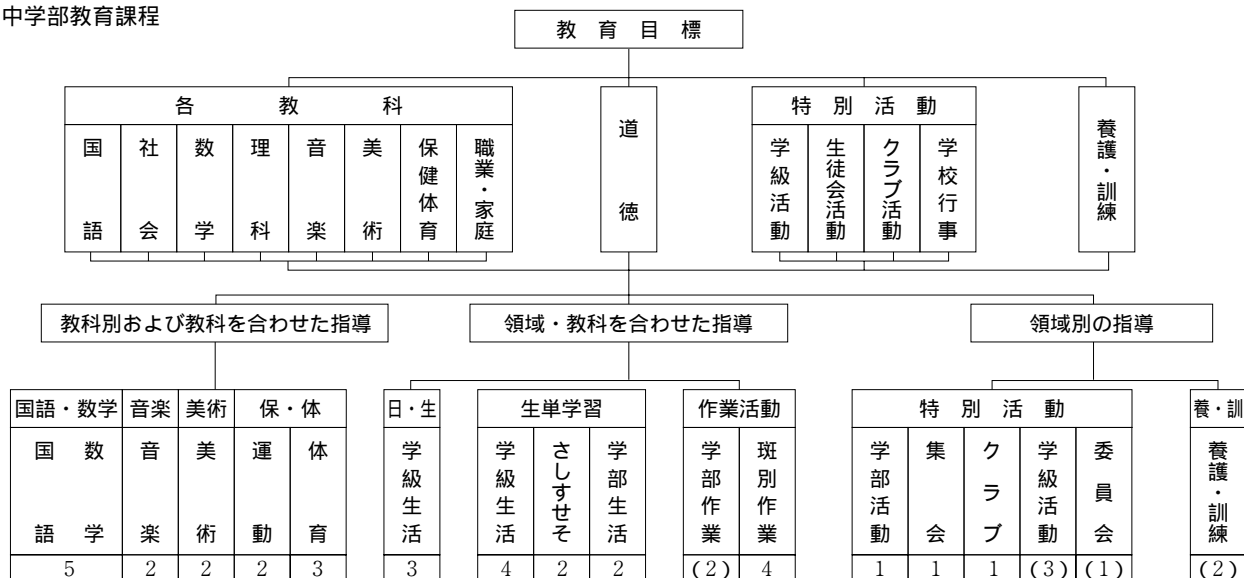 中学部教育課程
教育目標
各教科
国語
社会
数学
理科
音楽
美術
保健体育
職業・家庭
道徳
特別活動
学級活動
生徒会活動
クラブ活動
学校行事
養護・訓練
教科別および教科を合わせた指導
領域・教科を合わせた指導
領域別の指導
国語・数学
音楽
美術
保・体
国語
数学
音楽
美術
運動
体育
5
2
2
2
3
日・生
学級生活
3
生単学習
学級生活
さしすせそ
学部生活
4
2
2
作業活動
学部作業
班別作業
(2)
4
特別活動
学部活動
集会
クラブ
学級活動
委員会
1
1
1
(3)
(1)
養・訓
養護・訓練
(2)